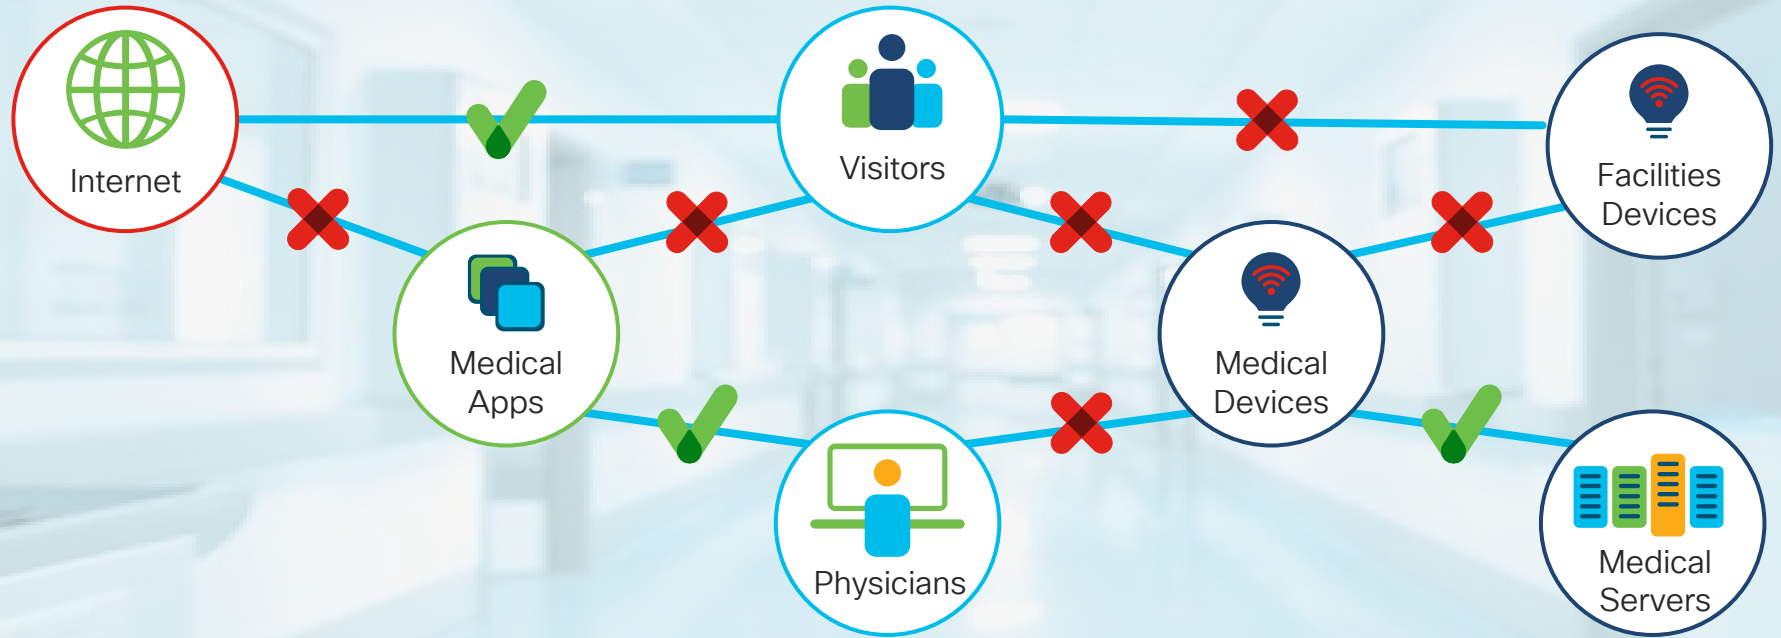 Internet
Visitors
Facilities
Devices
Medical
Apps
Medical
Devices
Physicians
Medical
Servers